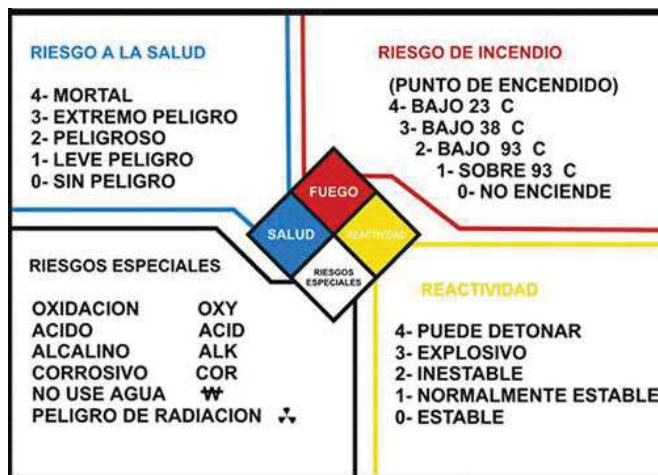 RIESGO A LA SALUD
4- MORTAL
3- EXTREMO PELIGRO
2- PELIGROSO
1- LEVE PELIGRO
0- SIN PELIGRO
RIESGO DE INCENDIO
(PUNTO DE ENCENDIDO)
4- BAJO 23 C
3- BAJO 38 C
2- BAJO 93 C
1- SOBRE 93 C
0- NO ENCIENDE
FUEGO
SALUD
REACTIVIDAD
RIESGOS
ESPECIALES
RIESGOS ESPECIALES
OXIDACION OXY
ACIDO ACID
ALCALINO ALK
CORROSIVO COR
NO USE AGUA W
PELIGRO DE RADIACION
REACTIVIDAD
4- PUEDE DETONAR
3- EXPLOSIVO
2- INESTABLE
1- NORMALMENTE ESTABLE
0- ESTABLE